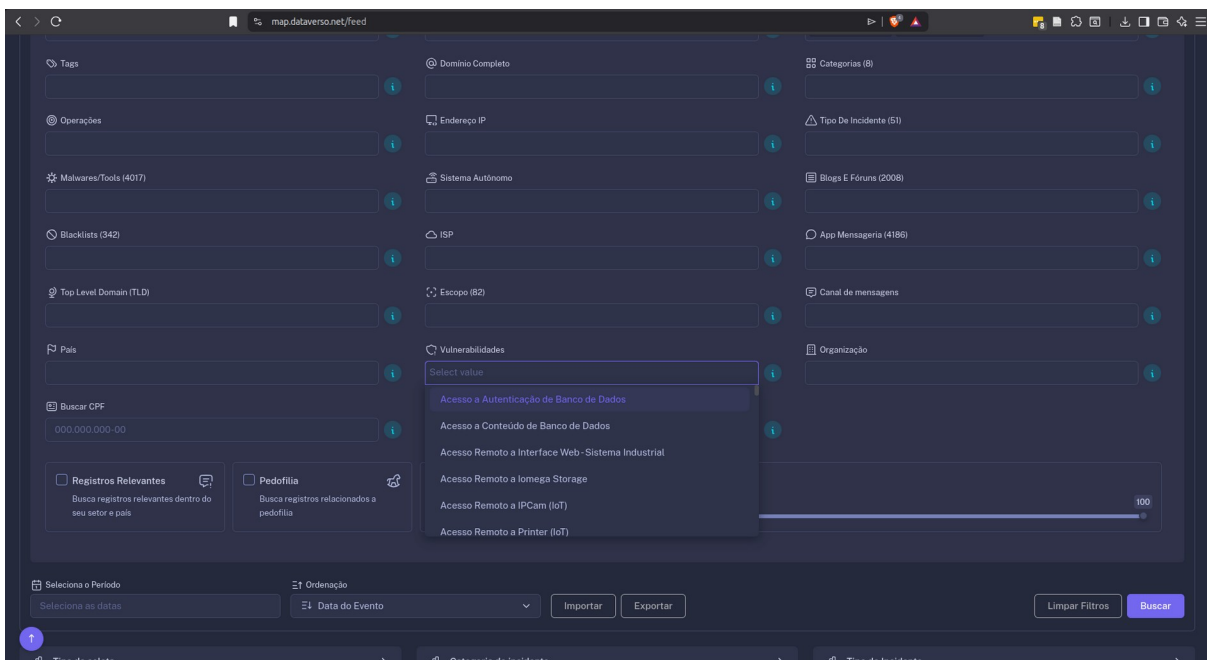 map.dataverso.net/feed
Tags
Domínio Completo
Categorias (8)
Operações
Endereço IP
Tipo De Incidente (51)
Malwares/Tools (4017)
Sistema Autônomo
Blogs E Fóruns (2008)
Blacklists (342)
ISP
App Mensageria (4186)
Top Level Domain (TLD)
Escopo (82)
Canal de mensagens
País
Vulnerabilidades
Organização
Select value
Acesso a Autenticação de Banco de Dados
Acesso a Conteúdo de Banco de Dados
Acesso Remoto a Interface Web - Sistema Industrial
Acesso Remoto a Iomega Storage
Acesso Remoto a IPCam (IoT)
Acesso Remoto a Printer (IoT)
Buscar CPF
000.000.000-00
Registros Relevantes
Busca registros relevantes dentro do
seu setor e país
Pedofilia
Busca registros relacionados a
pedofilia
100
Seleciona o Período
Seleciona as datas
Ordenação
Data do Evento
Importar
Exportar
Limpar Filtros
Buscar